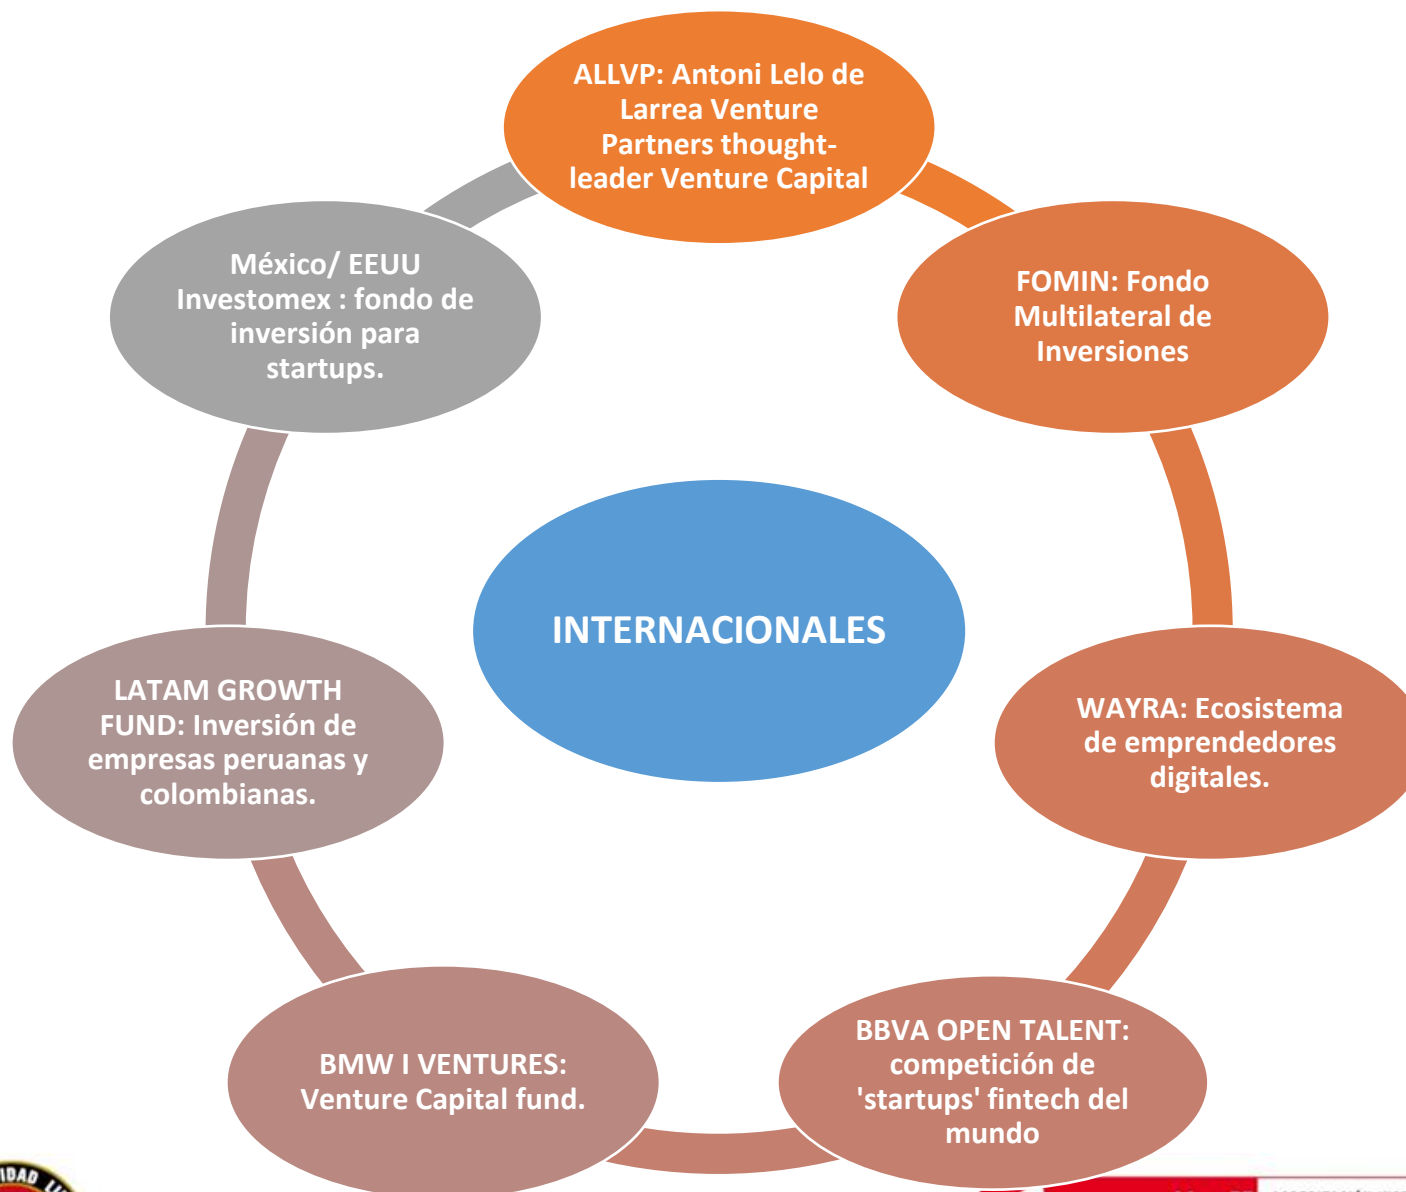 ALLVP: Antoni Lelo de
Larrea Venture
Partners thought-
leader Venture Capital
FOMIN: Fondo
Multilateral de
Inversiones
WAYRA: Ecosistema
de emprendedores
digitales.
BBVA OPEN TALENT:
competición de
'startups' fintech del
mundo
BMW I VENTURES:
Venture Capital fund.
LATAM GROWTH
FUND: Inversión de
empresas peruanas y
colombianas.
México/ EEUU
Investomex : fondo de
inversión para
startups.
INTERNACIONALES